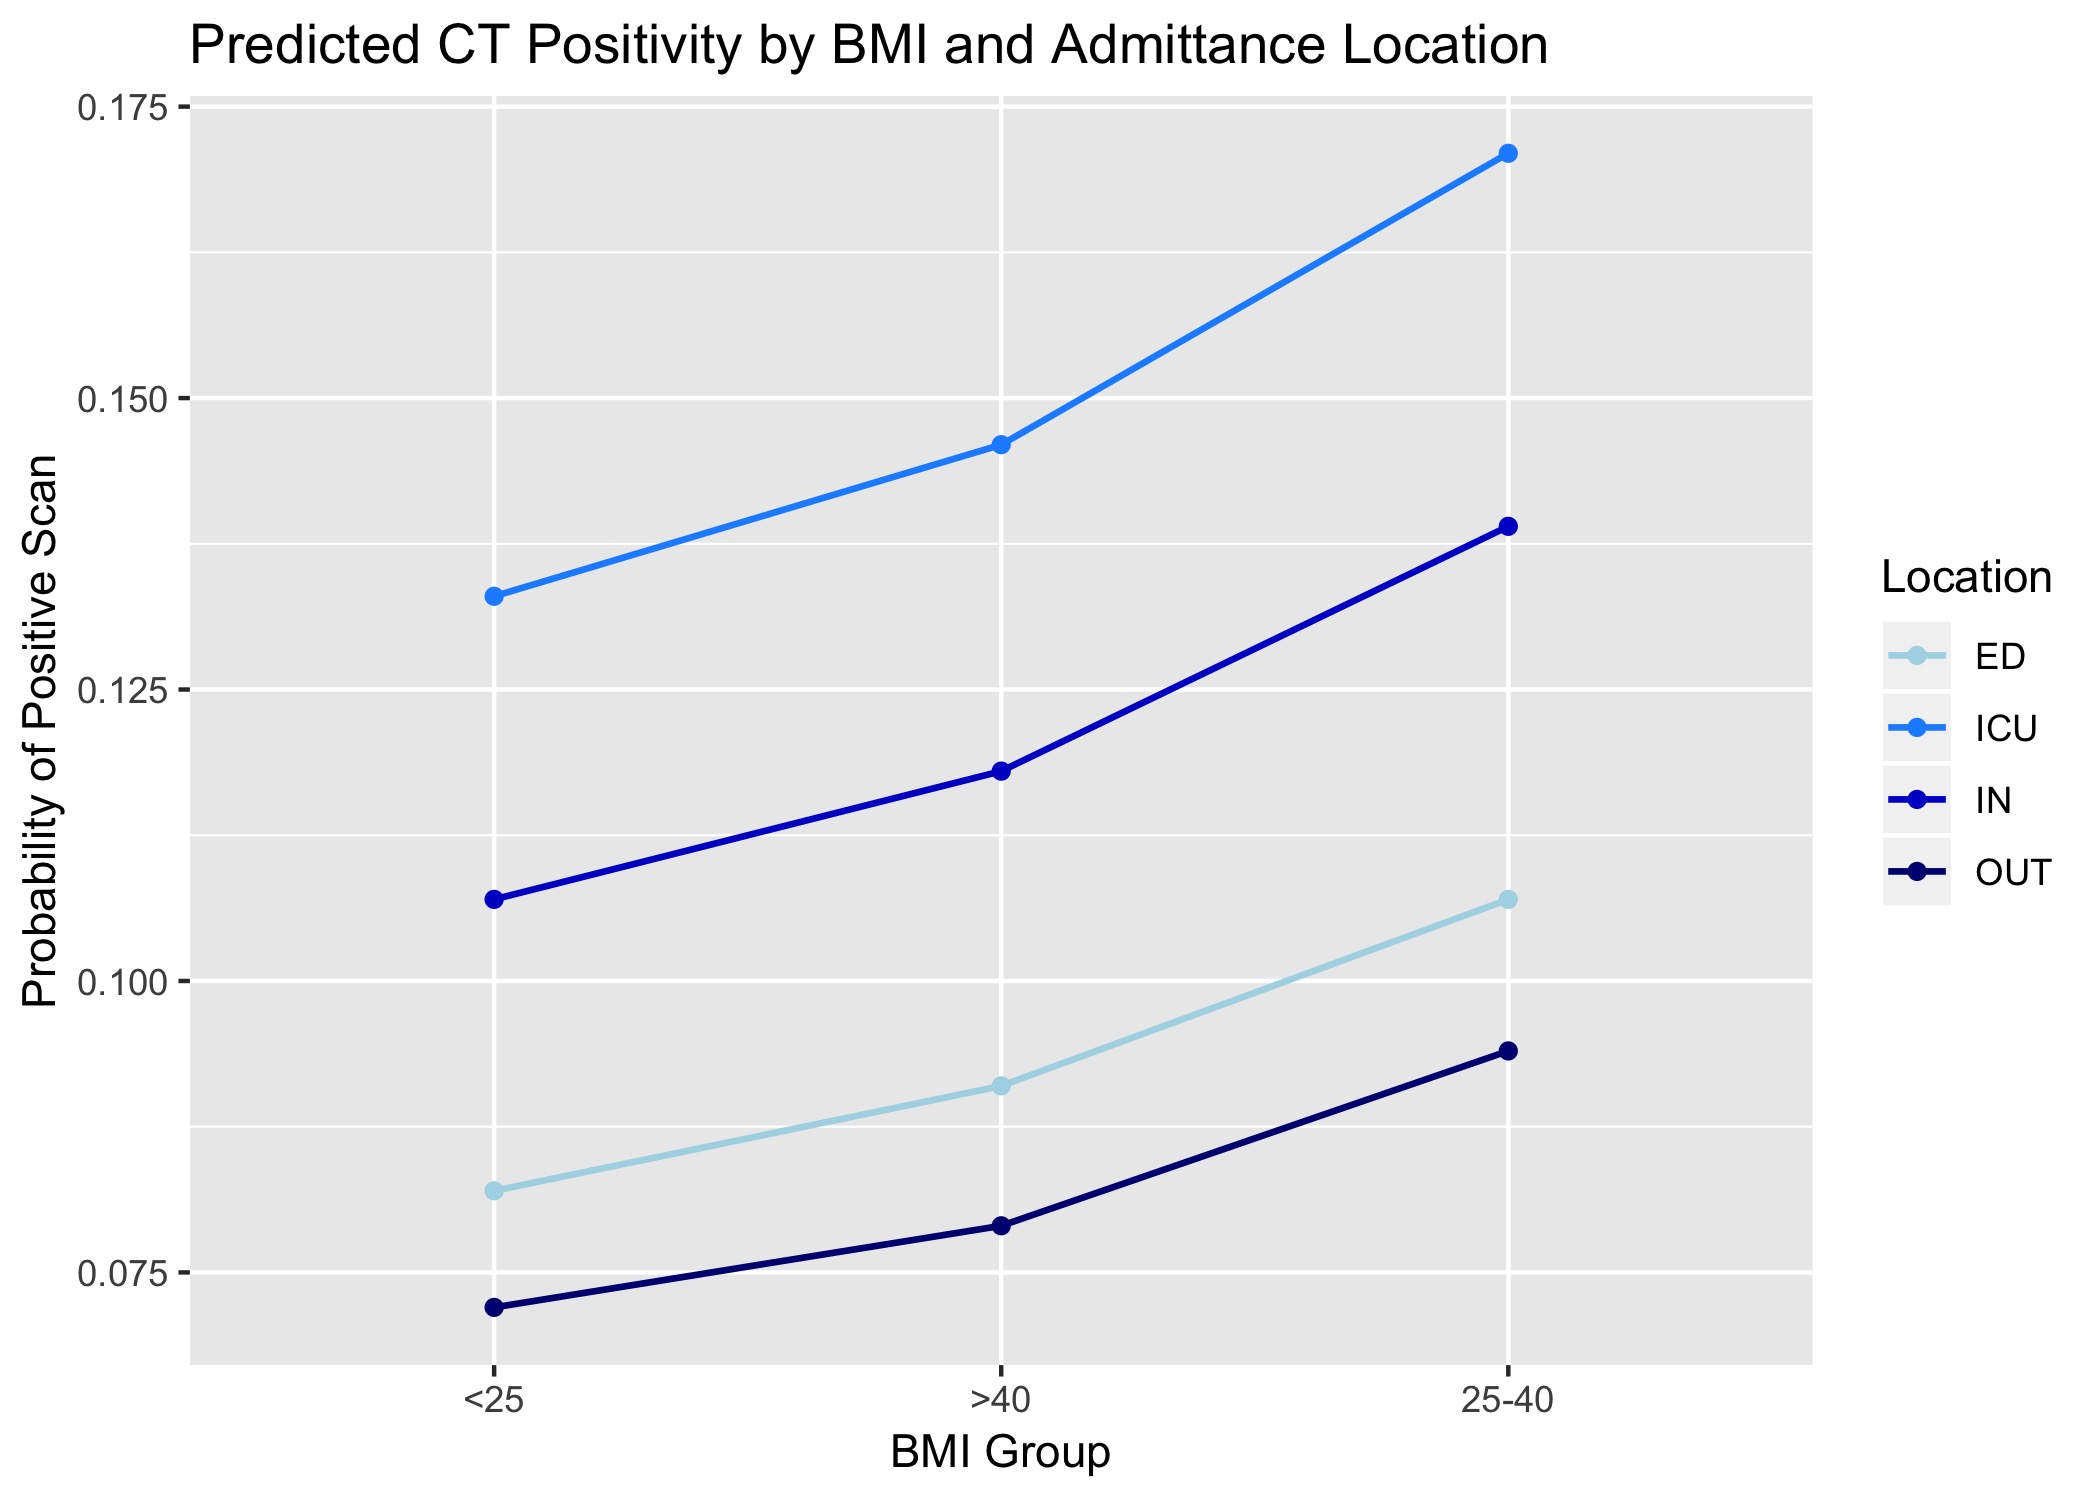 Predicted CT Positivity by BMI and Admittance Location
0.175
0.150
0.125
0.100
0.075
Probability of Positive Scan
<25
>40
25-40
BMI Group
Location
ED
ICU
IN
OUT